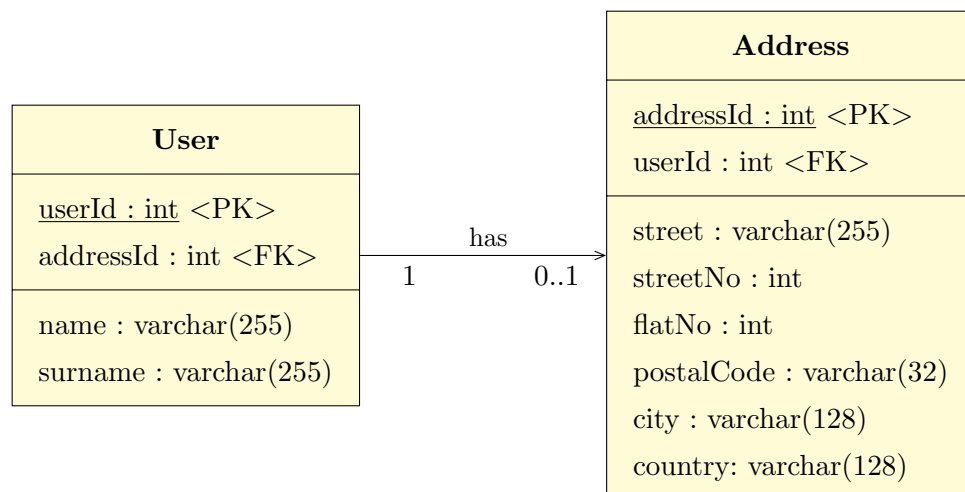 User
userId : int <PK>
addressId : int <FK>
name : varchar(255)
surname : varchar(255)
has
1
0..1
Address
addressId : int <PK>
userId : int <FK>
street : varchar(255)
streetNo : int
flatNo : int
postalCode : varchar(32)
city : varchar(128)
country: varchar(128)